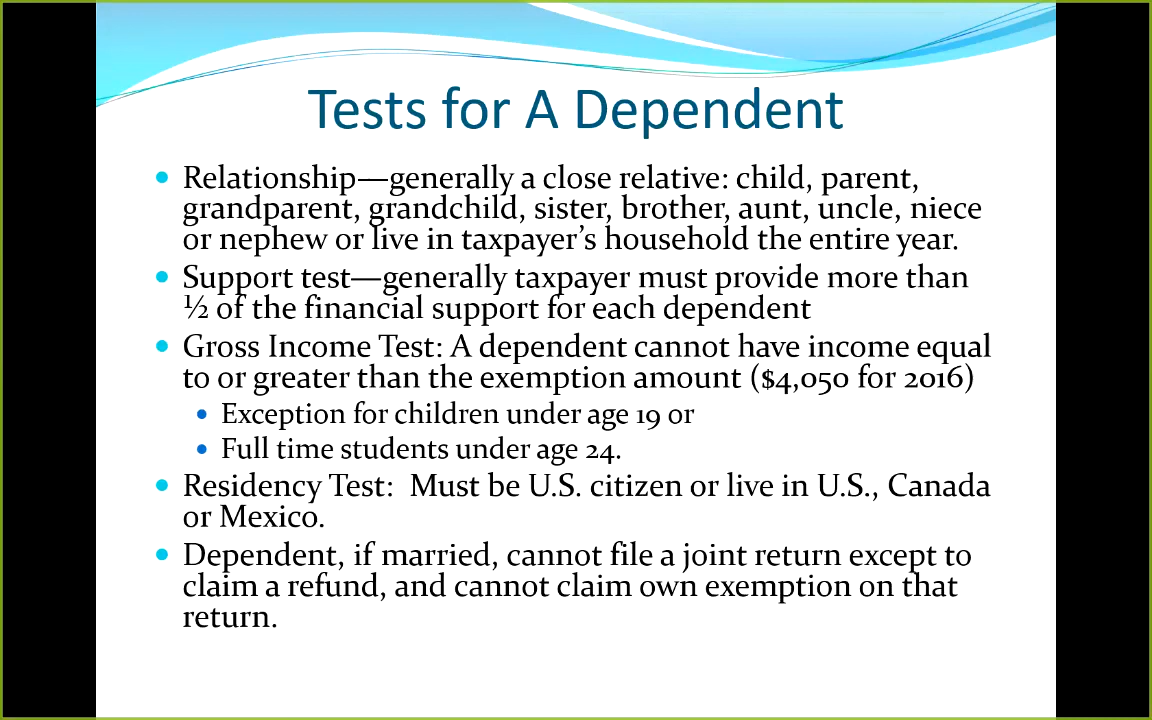 Tests for A Dependent
Relationship—generally a close relative: child, parent,
grandparent, grandchild, sister, brother, aunt, uncle, niece
or nephew or live in taxpayer’s household the entire year.
Support test—generally taxpayer must provide more than
½ of the financial support for each dependent
Gross Income Test: A dependent cannot have income equal
to or greater than the exemption amount ($4,050 for 2016)
Exception for children under age 19 or
Full time students under age 24.
Residency Test:  Must be U.S. citizen or live in U.S., Canada
or Mexico.
Dependent, if married, cannot file a joint return except to
claim a refund, and cannot claim own exemption on that
return.